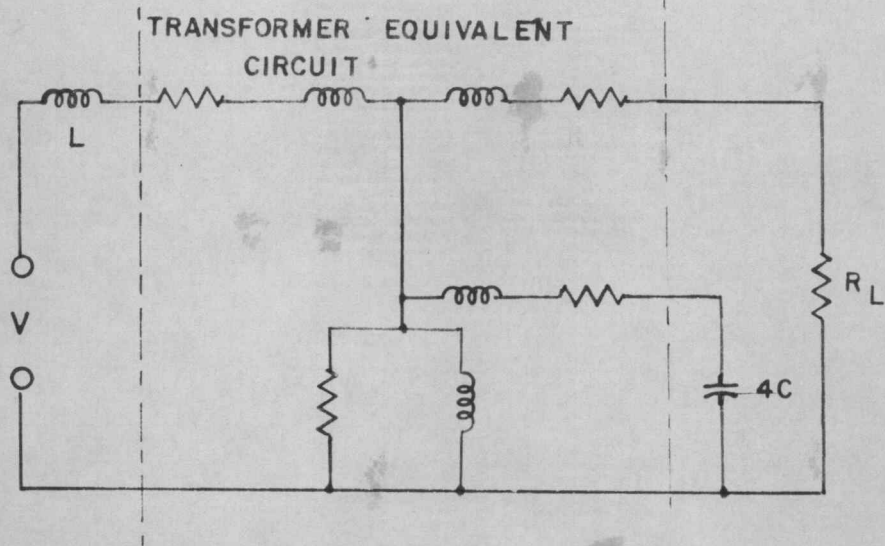 TRANSFORMER EQUIVALENT
CIRCUIT
L
V
R L
4C